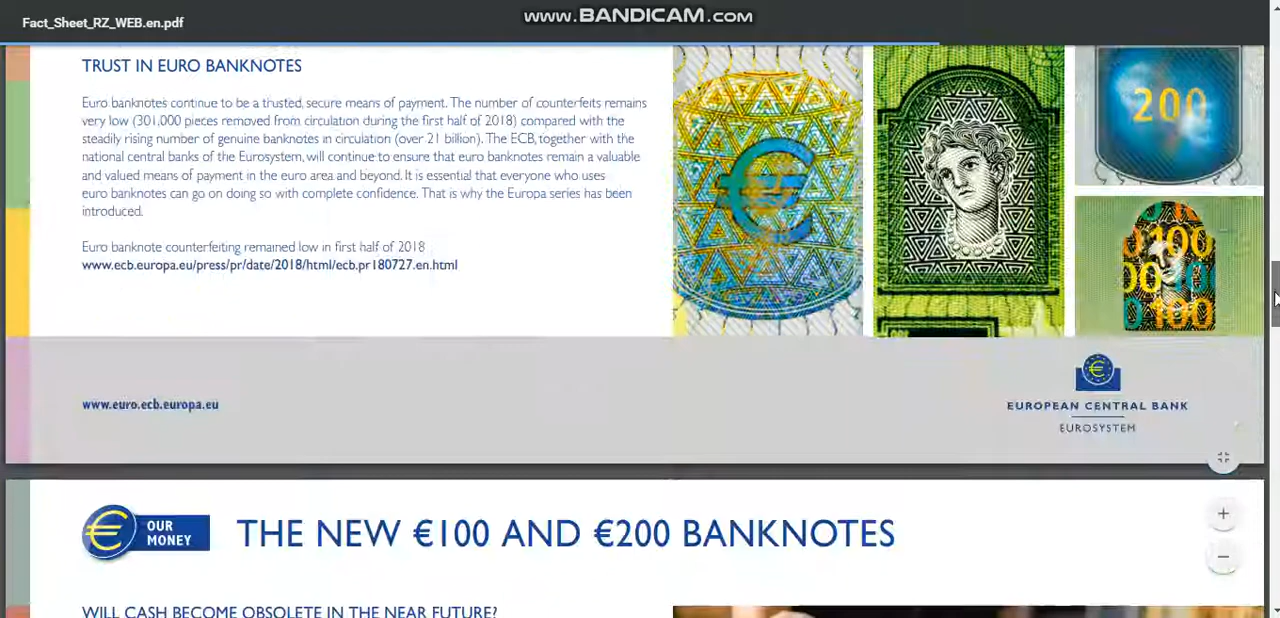 www.BANDICAM.com
Fact_Sheet_RZ_WEB.en.pdf
TRUST IN EURO BANKNOTES
Euro banknotes continue to be a trusted, secure means of payment. The number of counterfeits remains
very low (301,000 pieces removed from circulation during the first half of 2018) compared with the
steadily rising number of genuine banknotes in circulation (over 21 billion). The ECB, together with the
national central banks of the Eurosystem, will continue to ensure that euro banknotes remain a valuable
and valued means of payment in the euro area and beyond. It is essential that everyone who uses
euro banknotes can go on doing so with complete confidence. That is why the Europa series has been
introduced.
Euro banknote counterfeiting remained low in first half of 2018
www.ecb.europa.eu/press/pr/date/2018/html/ecb.pr180727.en.html
€
200
100
100
www.euro.ecb.europa.eu
€
EUROPEAN CENTRAL BANK
EUROSYSTEM
€ OUR
MONEY
THE NEW €100 AND €200 BANKNOTES
WILL CASH BECOME OBSOLETE IN THE NEAR FUTURE?